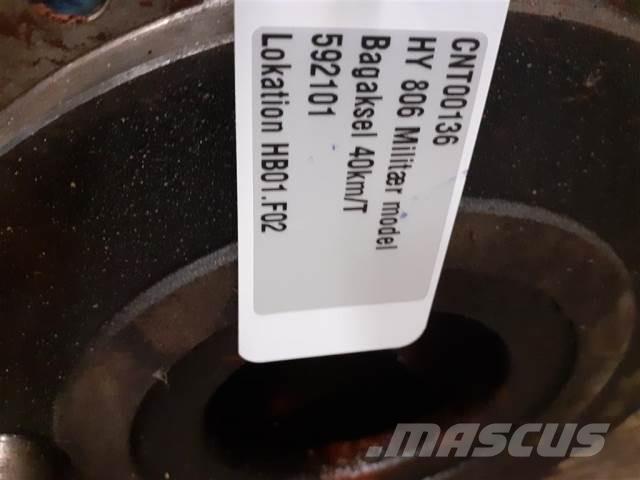 CNT00136
HY 806 Militær model
Bagaksel 40km/T
592101
Lokation HB01.F02
MASCUS